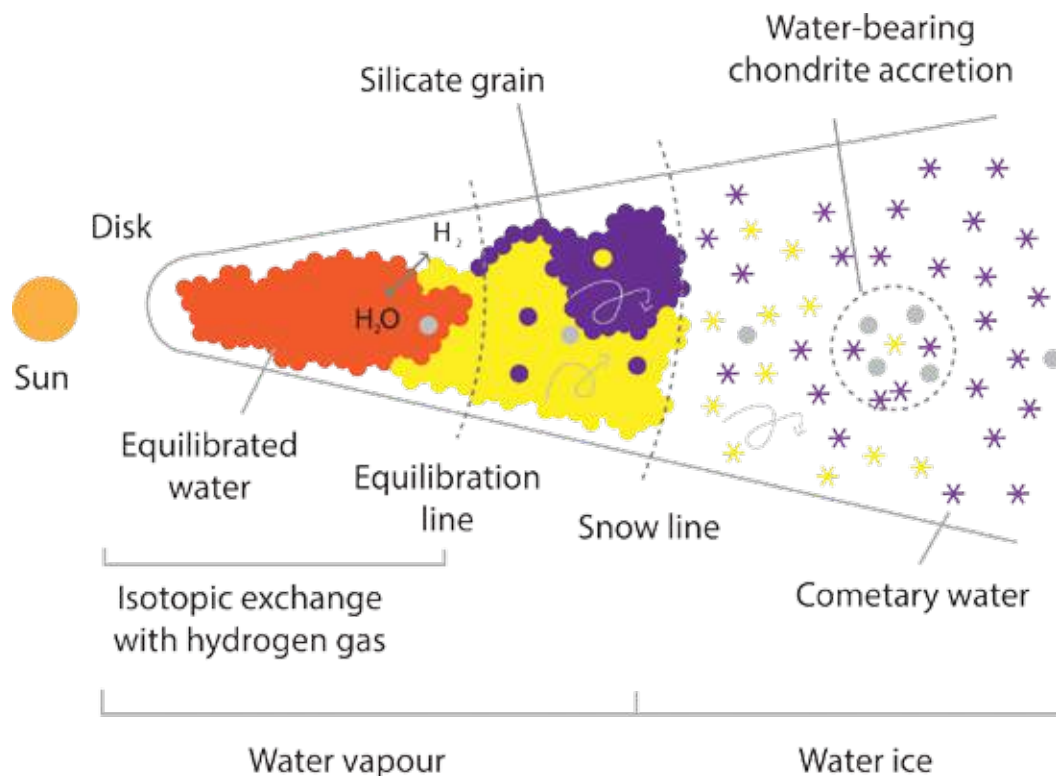 Water-bearing
chondrite accretion
Silicate grain
Disk
H2
H2O
Sun
Equilibrated
water
Equilibration
line
Snow line
Cometary water
Isotopic exchange
with hydrogen gas
Water vapour
Water ice